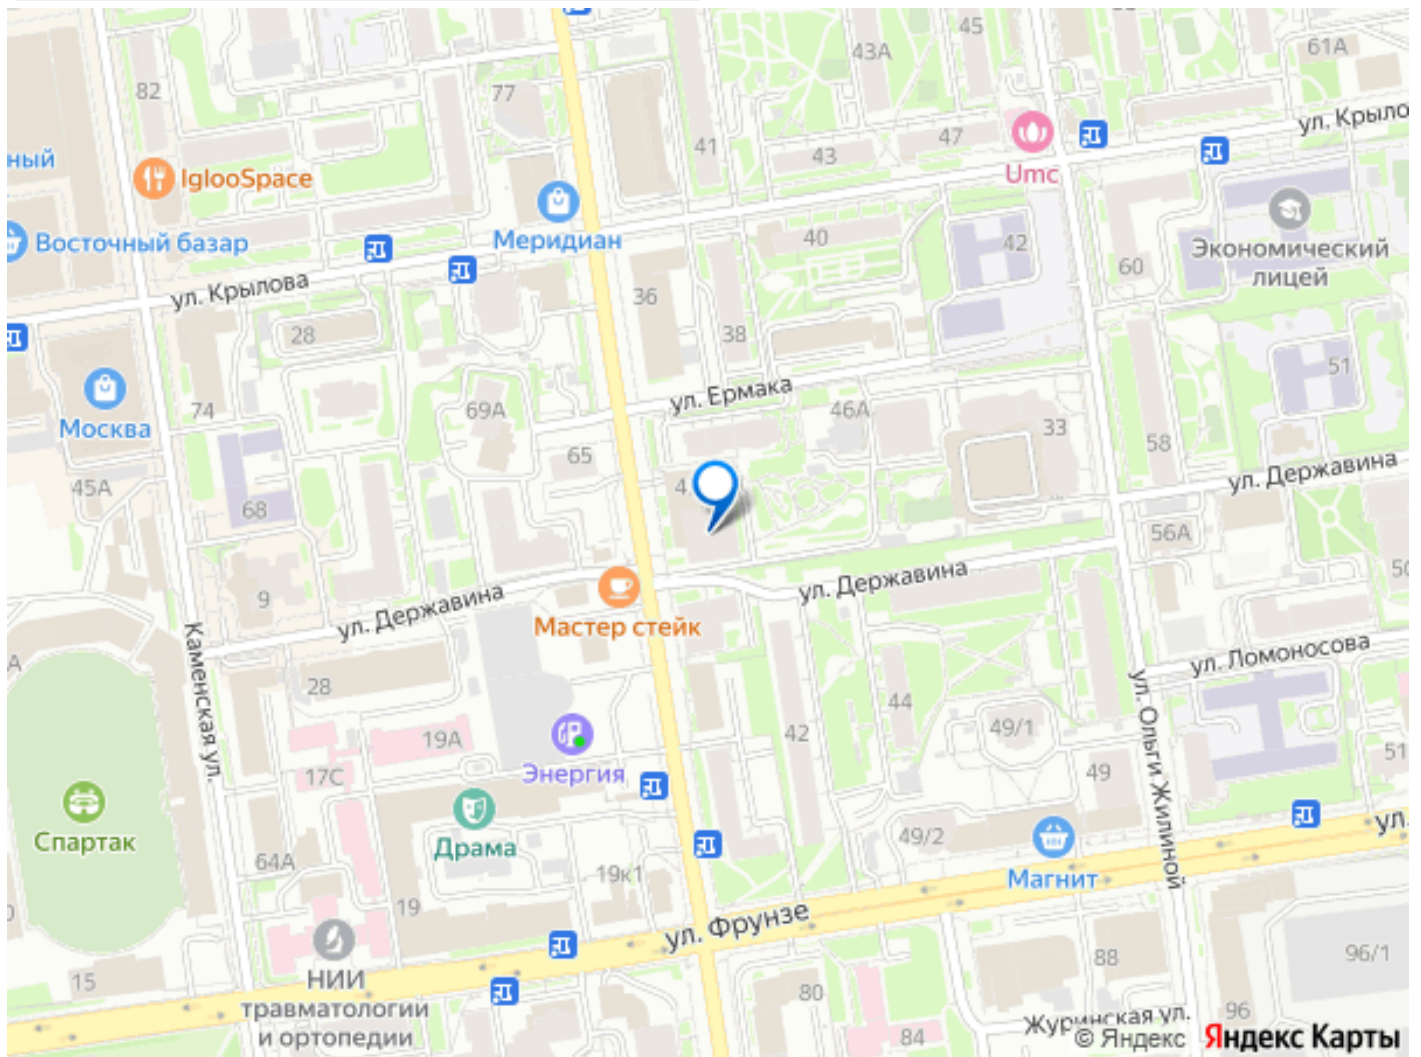 45
43А
61А
82
77
ул. Крыло
41
43
47
ный
IglooSpace
Umc
Восточный базар
Меридиан
40
42
60
Экономический
лицей
ул. Крылова
36
28
38
51
Москва
74
69А
ул. Ермака
46А
33
58
65
45А
68
4
ул. Державина
56А
9
ул. Державина
ул. Державина
50
Мастер стейк
А
Каменская ул.
28
ул. Ломоносова
ул. Ольги Жилиной
44
49/1
42
19А
17С
Энергия
49
51
Спартак
Драма
64А
19к1
49/2
Магнит
ул.
19
ул. Фрунзе
15
НИИ
травматологии
и ортопедии
80
88
96/1
84
Журинская ул.
96
© Яндекс
Яндекс Карты